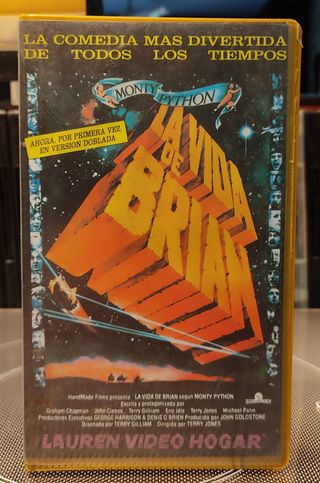 LA COMEDIA MAS DIVERTIDA
DE TODOS LOS TIEMPOS
MONTY PYTHON
AHORA, POR PRIMERA VEZ,
EN VERSION DOBLADA
LA VIDA
DE
BRIAN
HandMade Films presenta LA VIDA DE BRIAN segun MONTY PYTHON
Escrita y protagonizada por
Graham Chapman John Cleese Terry Gilliam Eric Idle Terry Jones Michael Palin
Productores Ejecutivos GEORGE HARRISON & DENIS O'BRIEN Producida por JOHN GOLDSTONE
Diseñada por TERRY GILLIAM Dirigida por TERRY JONES
LAUREN VIDEO HOGAR